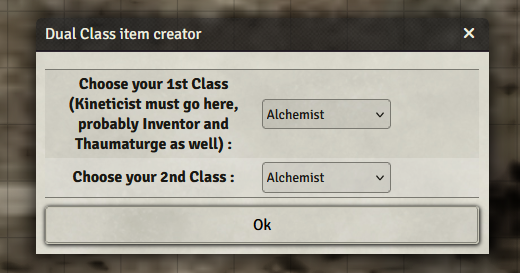 Dual Class item creator
Choose your 1st Class
(Kineticist must go here,
probably Inventor and
Thaumaturge as well) :
Alchemist
Choose your 2nd Class :
Alchemist
Ok